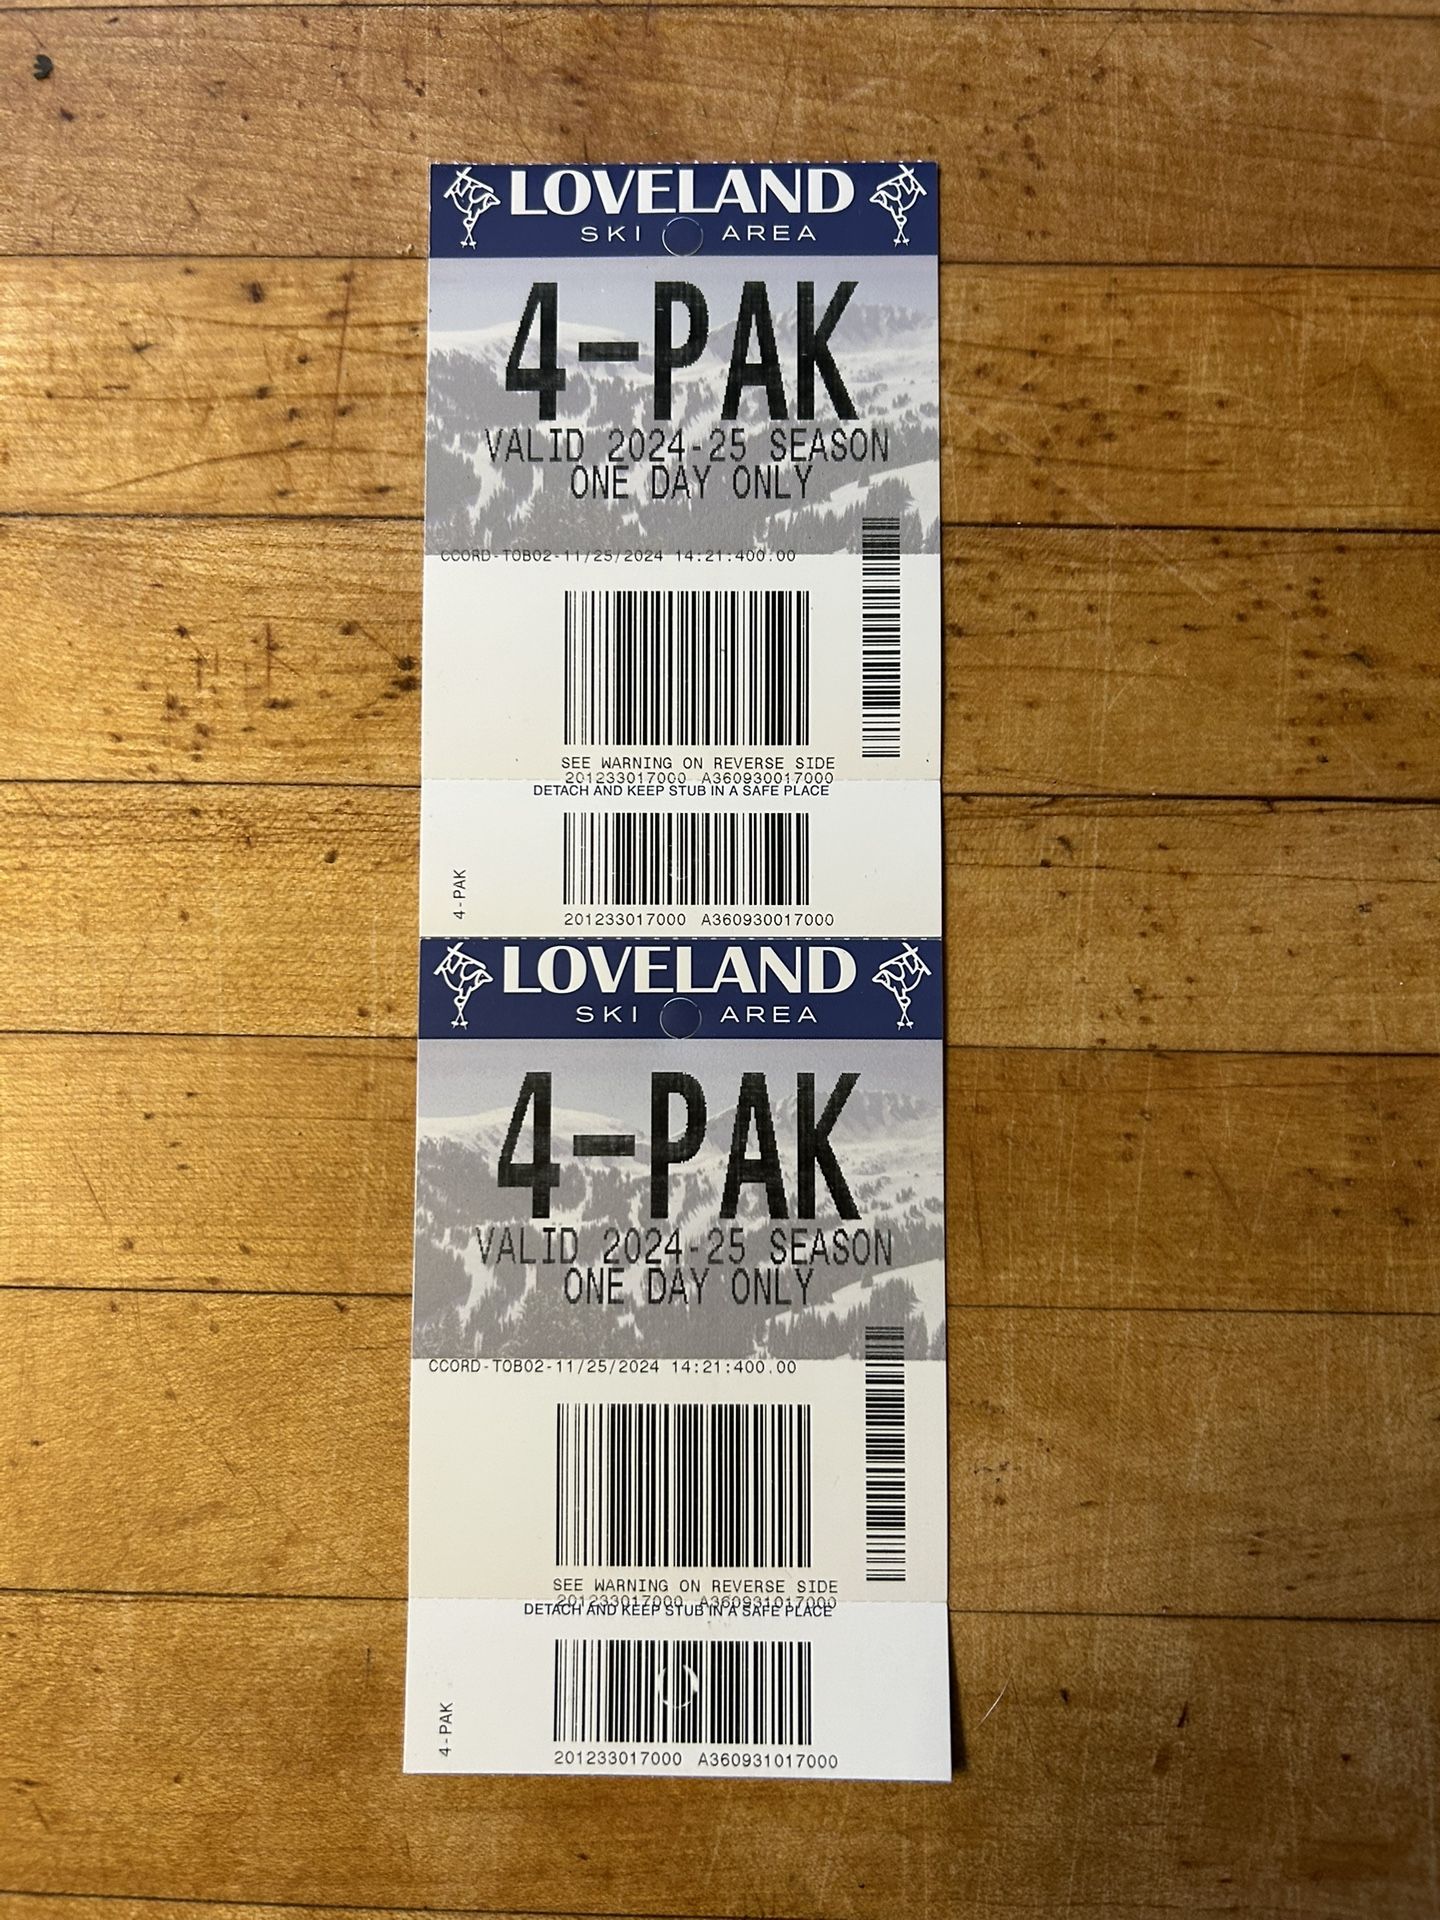 LOVELAND
SKI AREA
4-PAK
VALID 2024-25 SEASON
ONE DAY ONLY
CCORD-TOB02-11/25/2024 14:21:400.00
SEE WARNING ON REVERSE SIDE
201233017000 A360930017000
DETACH AND KEEP STUB IN A SAFE PLACE
4-PAK
201233017000 A360930017000
LOVELAND
SKI AREA
4-PAK
VALID 2024-25 SEASON
ONE DAY ONLY
CCORD-TOB02-11/25/2024 14:21:400.00
SEE WARNING ON REVERSE SIDE
201233017000 A360931017000
DETACH AND KEEP STUB IN A SAFE PLACE
4-PAK
201233017000 A360931017000